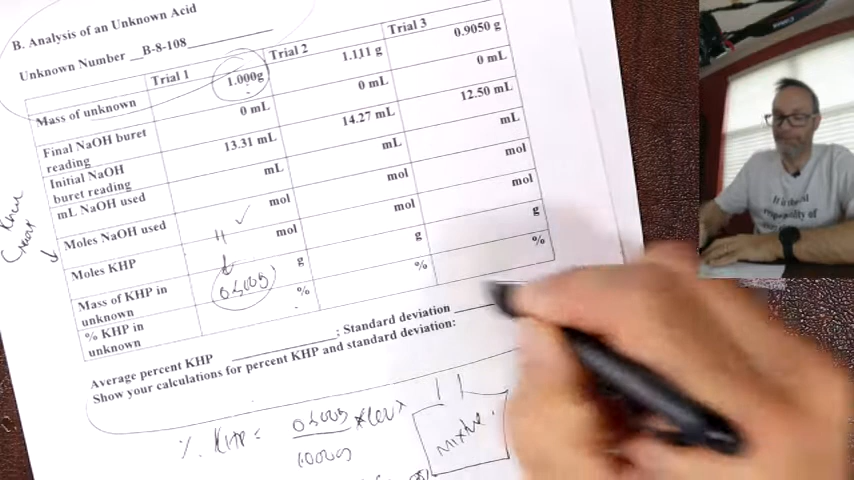 B. Analysis of an Unknown Acid
Unknown Number __B-8-108__
Trial 1 Trial 2 Trial 3
Mass of unknown 1.000g 1.111 g 0.9050 g
Final NaOH buret reading 0 mL 0 mL 0 mL
Initial NaOH buret reading 13.31 mL 14.27 mL 12.50 mL
mL NaOH used mL mL mL
Moles NaOH used mol mol mol
Moles KHP mol mol mol
Mass of KHP in unknown g g g
% KHP in unknown % % %
Average percent KHP ; Standard deviation
Show your calculations for percent KHP and standard deviation:
% KHP =
mixture